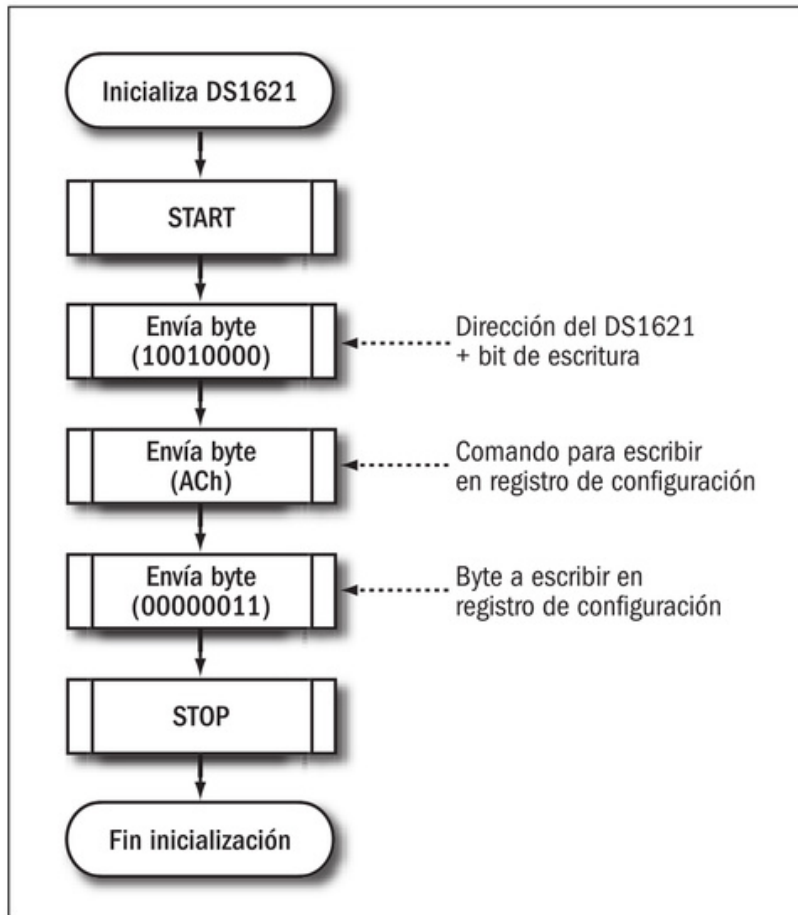 Inicializa DS1621
START
Envía byte
(10010000)
Dirección del DS1621
+ bit de escritura
Envía byte
(ACh)
Comando para escribir
en registro de configuración
Envía byte
(00000011)
Byte a escribir en
registro de configuración
STOP
Fin inicialización